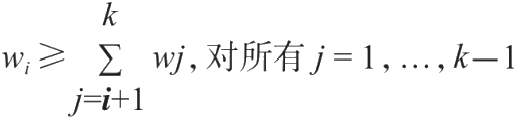 k
wᵢ ≥ ∑ wj, 对所有 j = 1, …, k−1
j=i+1